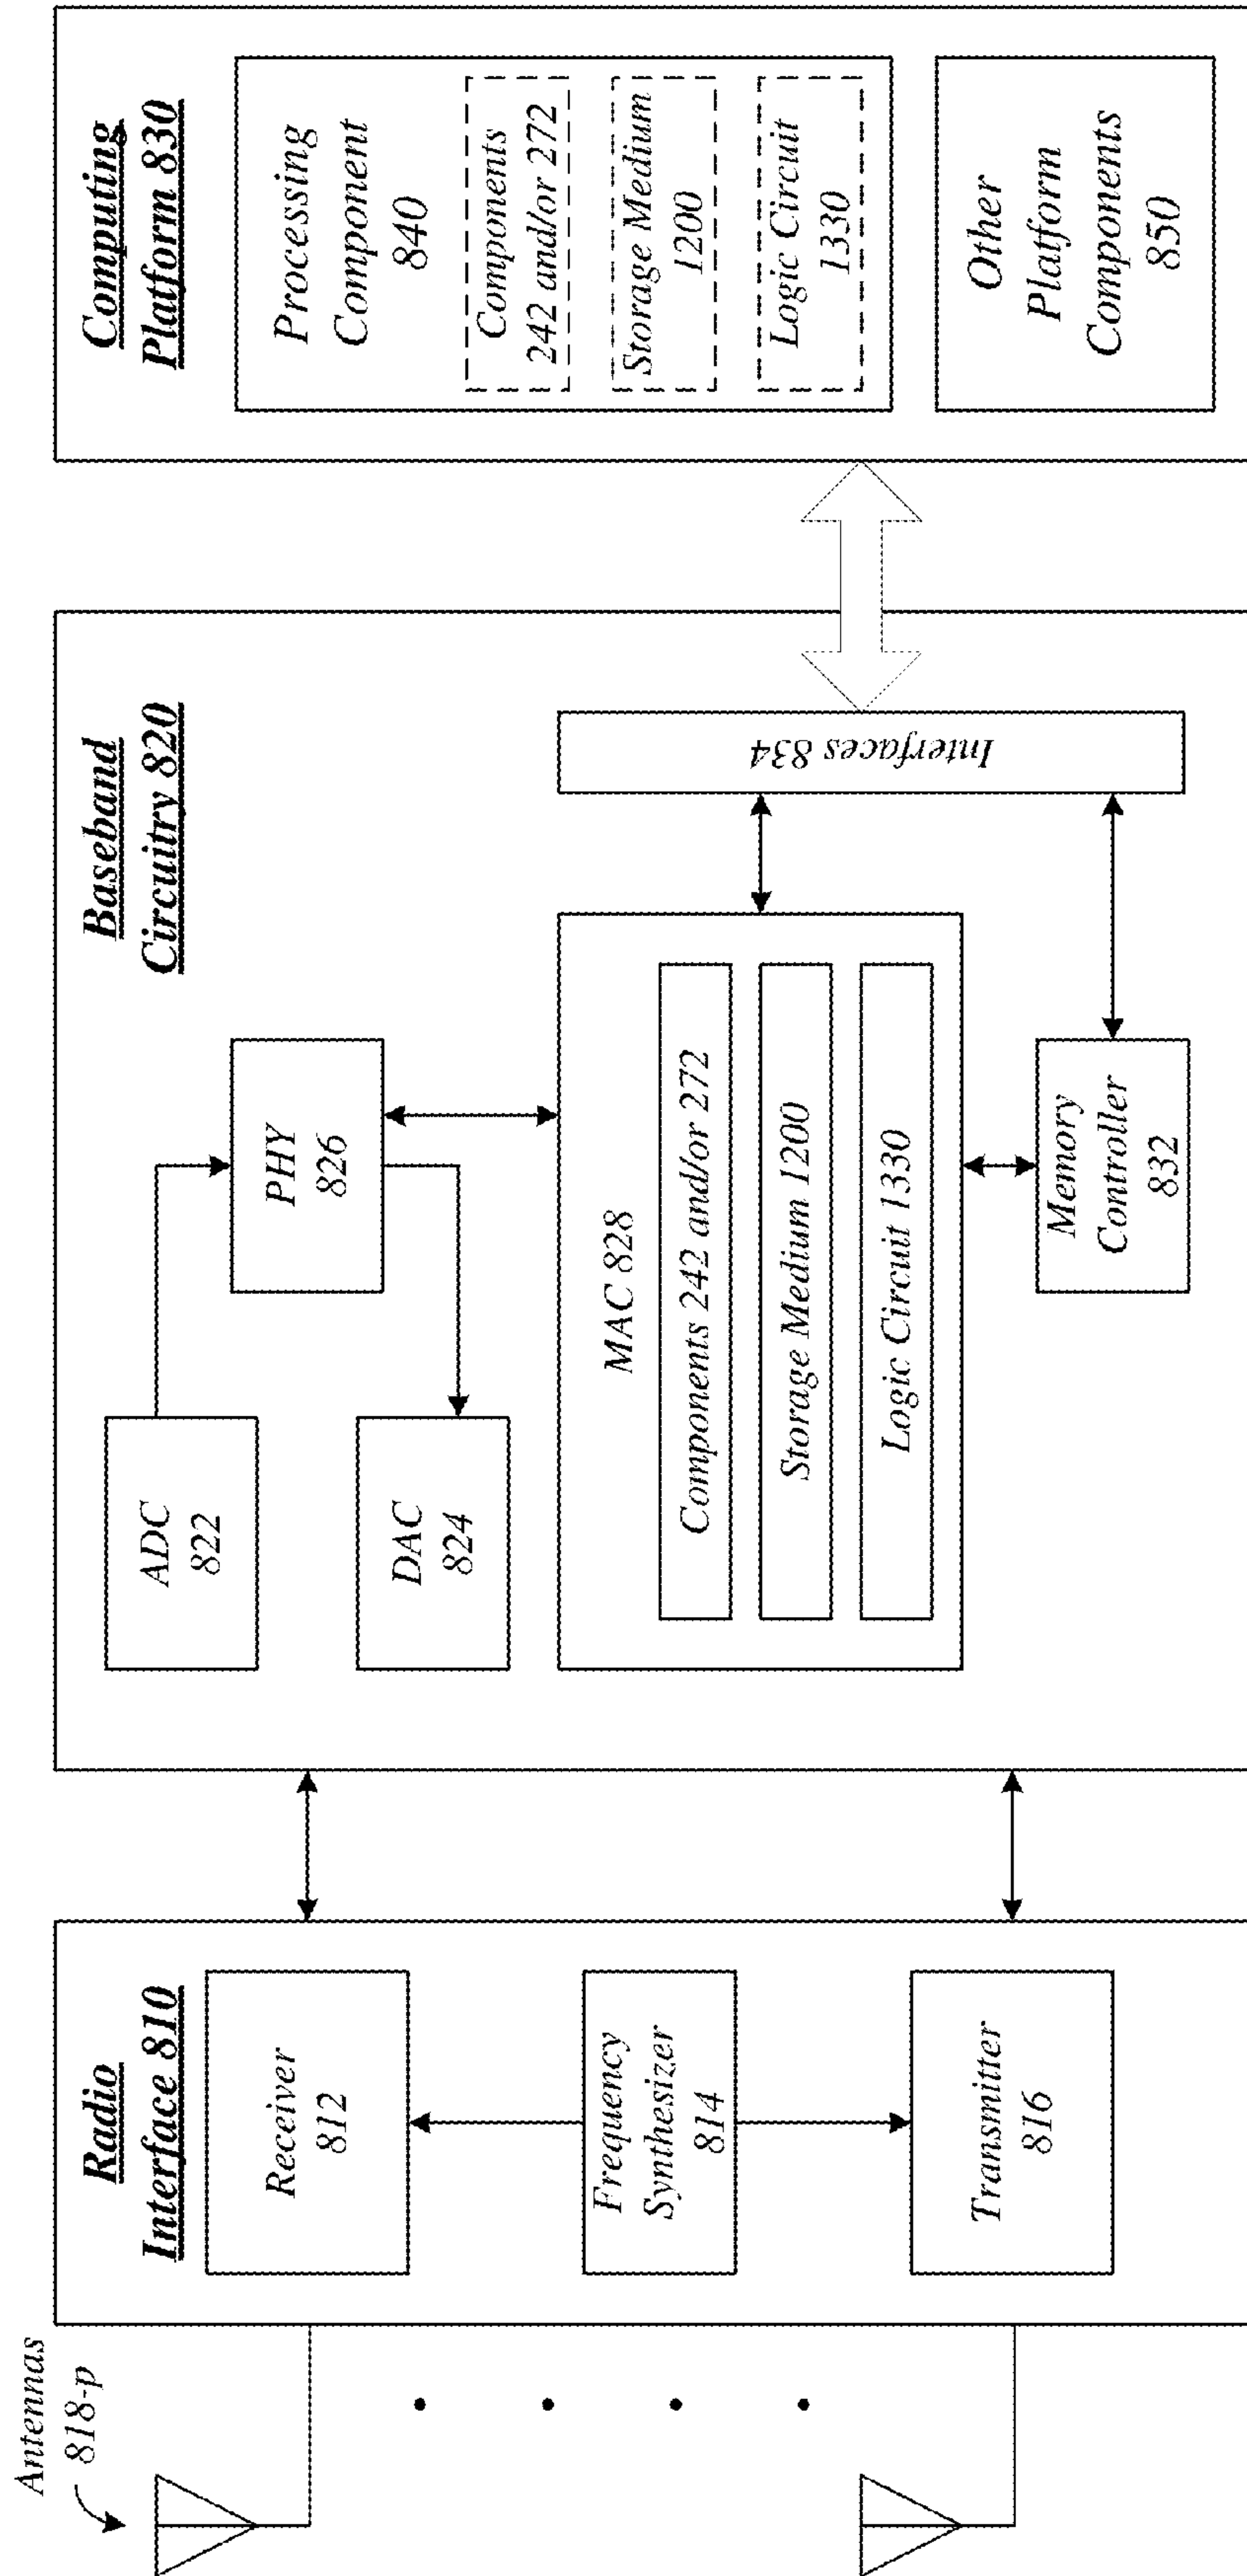 Antennas
818-p
Radio
Interface 810
Receiver
812
Frequency
Synthesizer
814
Transmitter
816
Baseband
Circuitry 820
ADC
822
PHY
826
DAC
824
MAC 828
Components 242 and/or 272
Storage Medium 1200
Logic Circuit 1330
Memory
Controller
832
Interfaces 834
Computing
Platform 830
Processing
Component
840
Components
242 and/or 272
Storage Medium
1200
Logic Circuit
1330
Other
Platform
Components
850